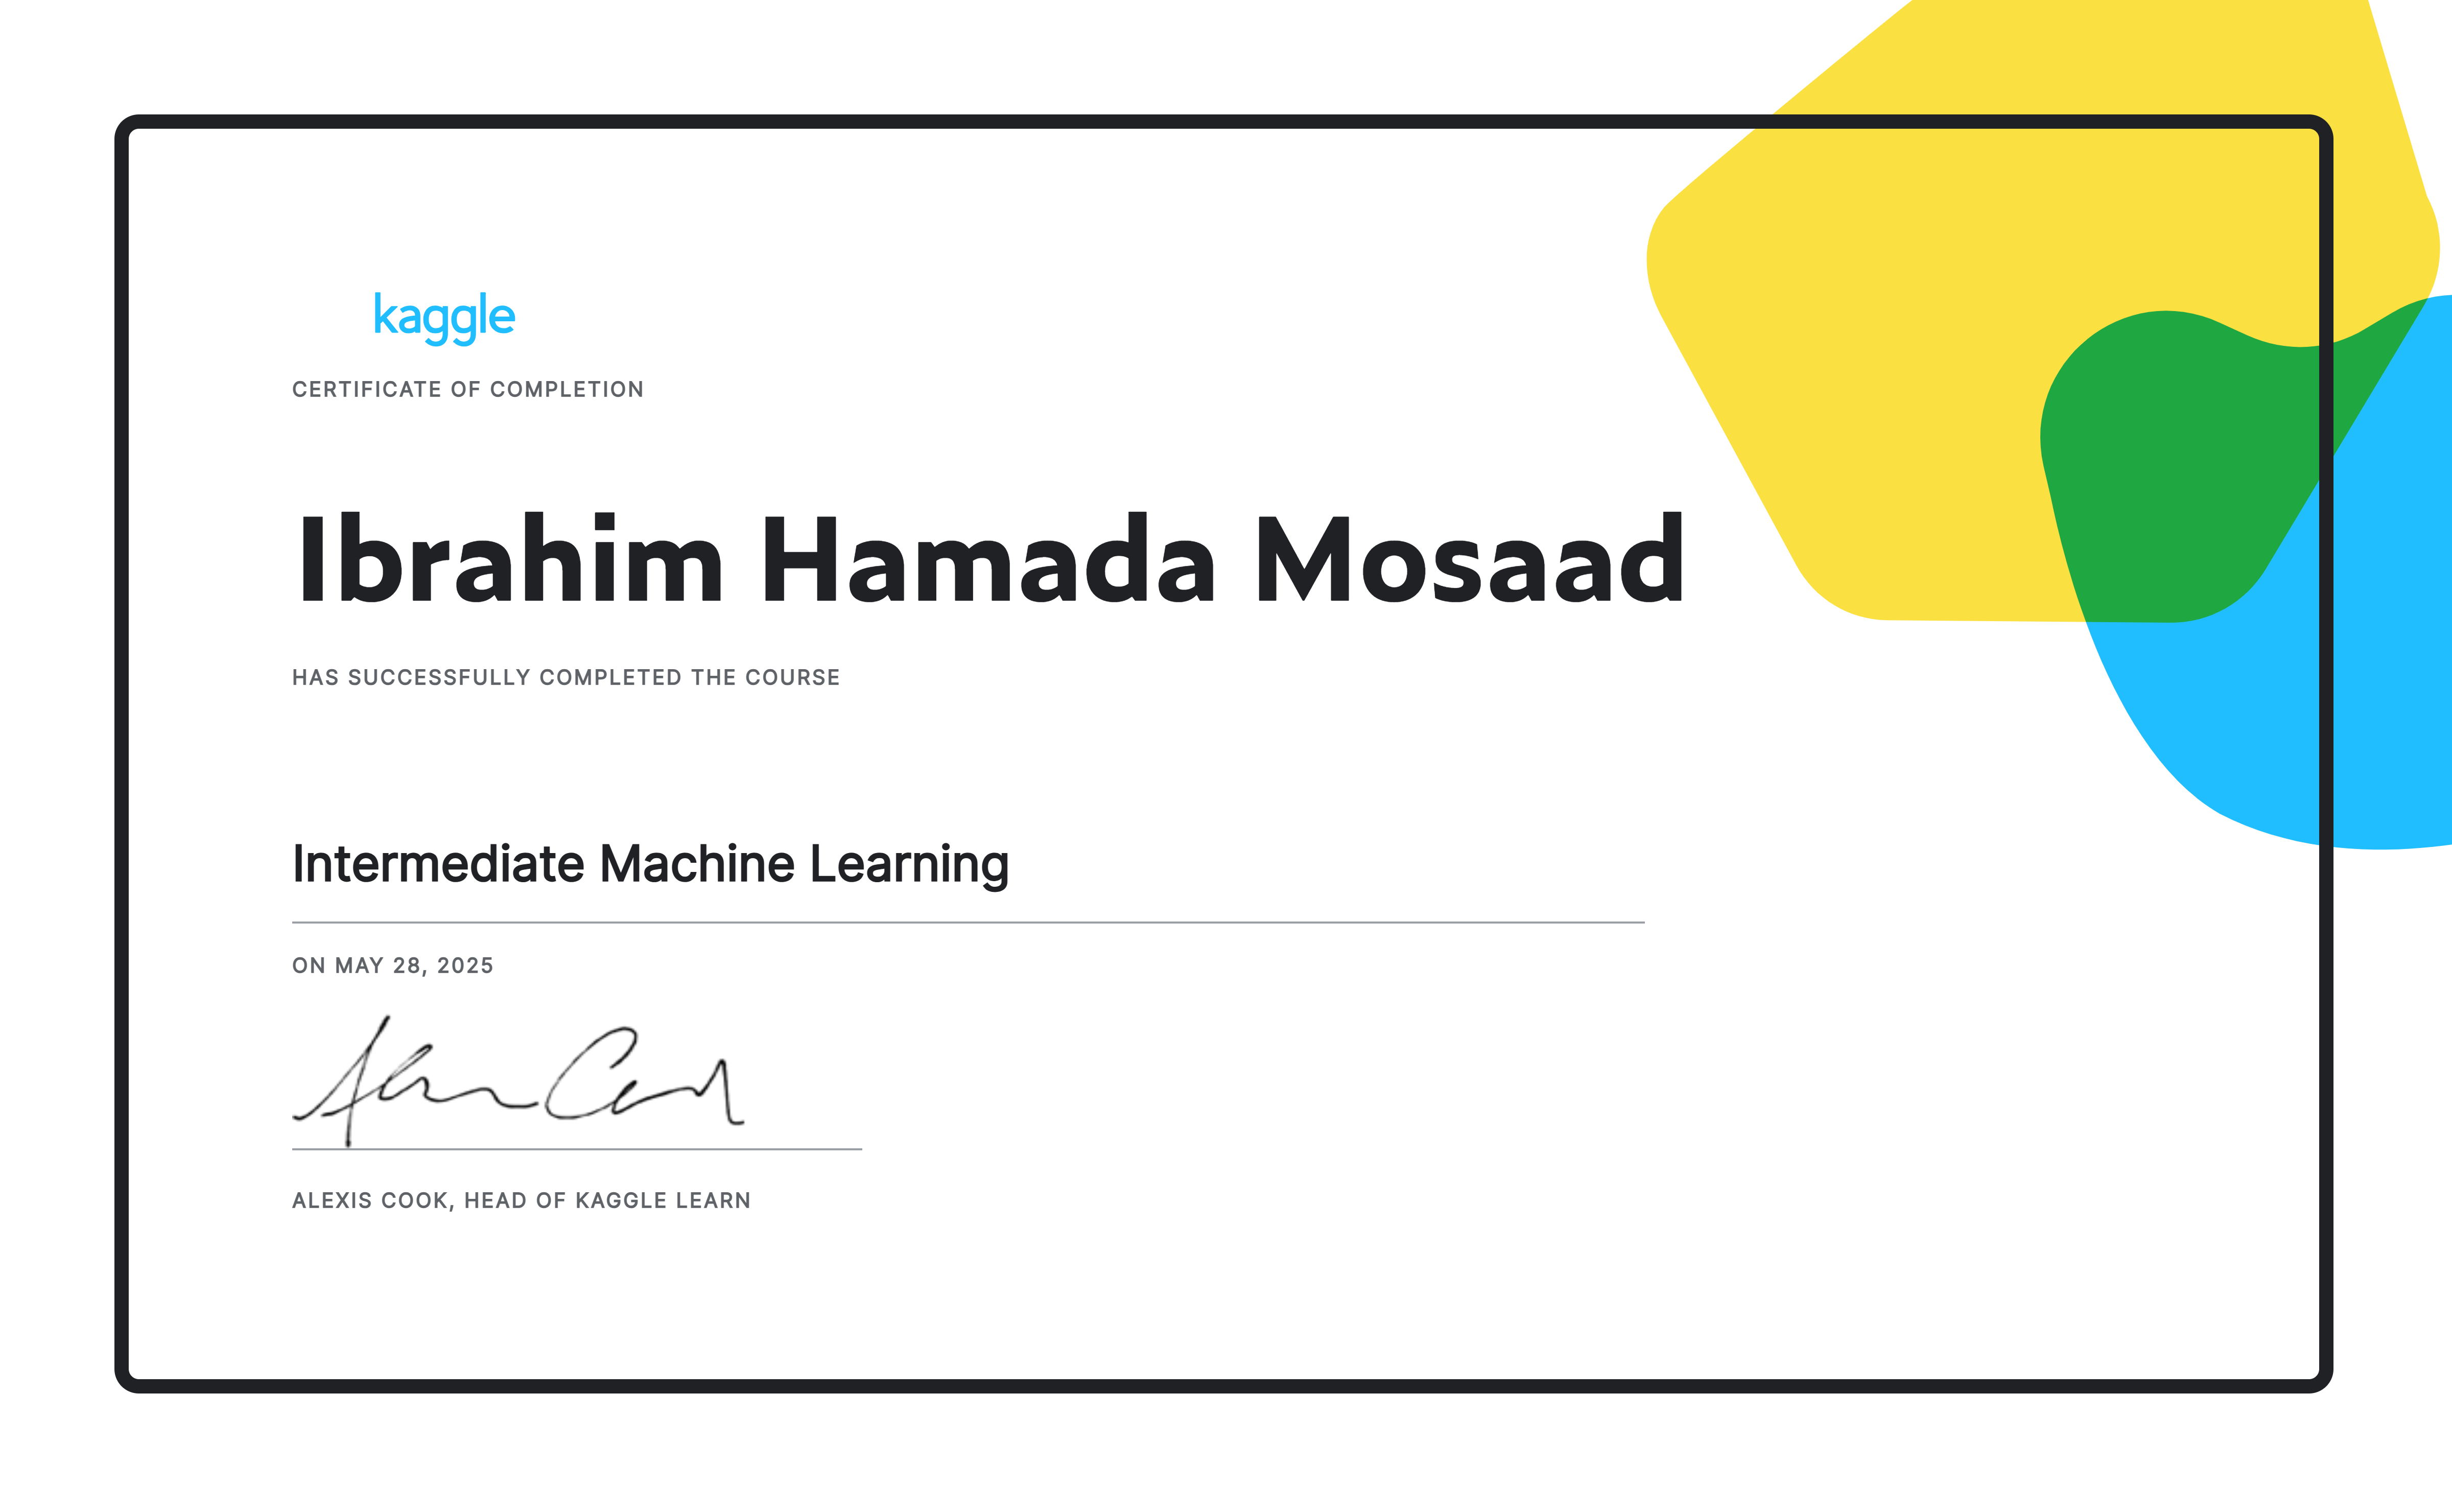 kaggle
CERTIFICATE OF COMPLETION
Ibrahim Hamada Mosaad
HAS SUCCESSFULLY COMPLETED THE COURSE
Intermediate Machine Learning
ON MAY 28, 2025
ALEXIS COOK, HEAD OF KAGGLE LEARN